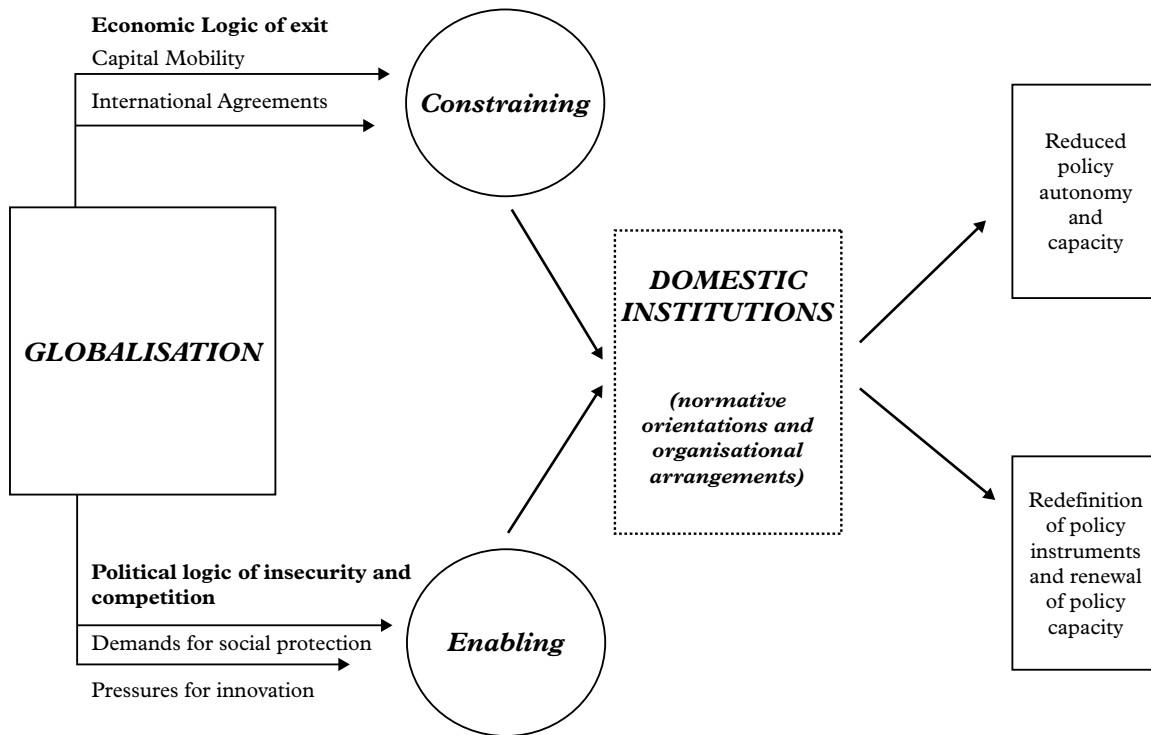 Economic Logic of exit
Capital Mobility
International Agreements
Constraining
GLOBALISATION
DOMESTIC
INSTITUTIONS
(normative
orientations and
organisational
arrangements)
Reduced
policy
autonomy
and
capacity
Political logic of insecurity and
competition
Demands for social protection
Pressures for innovation
Enabling
Redefinition
of policy
instruments
and renewal
of policy
capacity